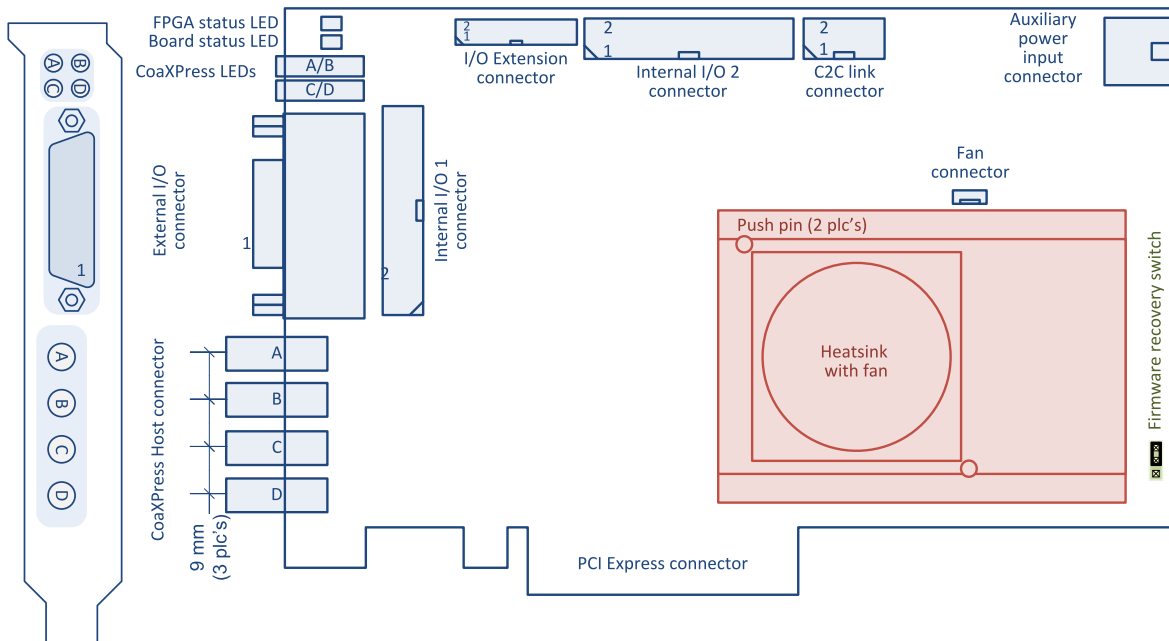 FPGA status LED
Board status LED
CoaXPress LEDs
A/B
C/D
2
1
I/O Extension
connector
2
1
Internal I/O 2
connector
2
1
C2C link
connector
Auxiliary
power
input
connector
A
B
C
D
1
External I/O
connector
1
Internal I/O 1
connector
2
Fan
connector
Push pin (2 plc's)
Heatsink
with fan
Firmware recovery switch
A
B
C
D
CoaXPress Host connector
A
B
C
D
9 mm
(3 plc's)
PCI Express connector